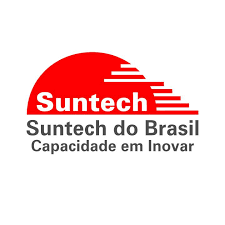 Suntech
Suntech do Brasil
Capacidade em Inovar